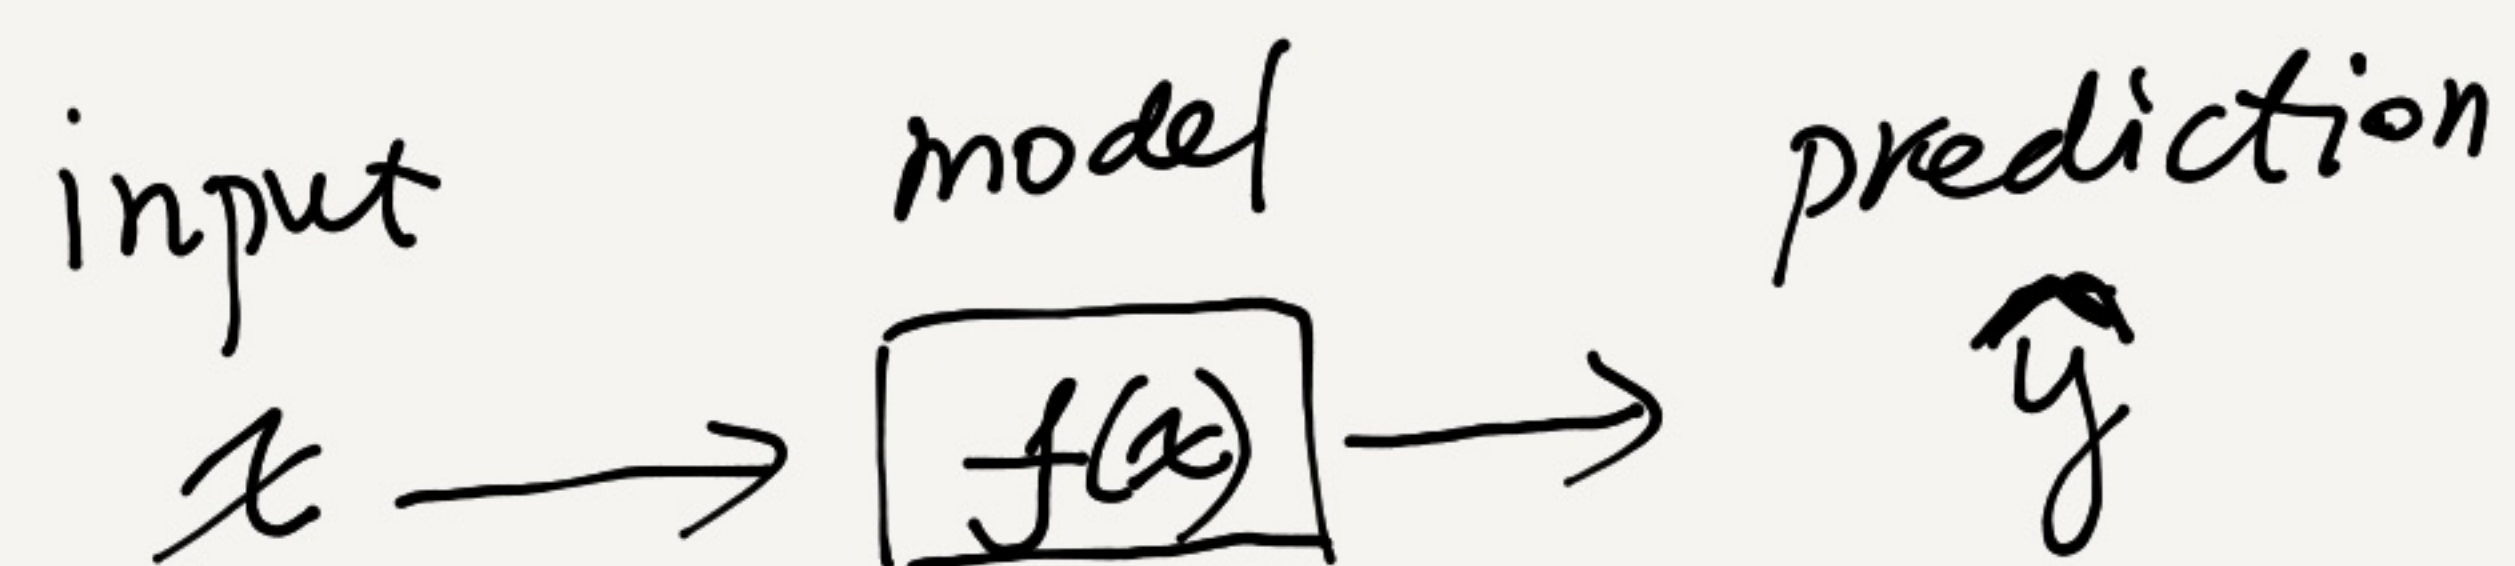 input model prediction
x → f(x) → ŷ